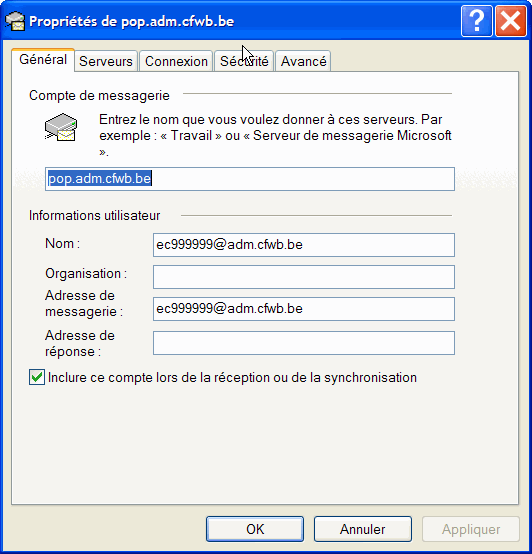 Propriétés de pop.adm.cfwb.be
Général Serveurs Connexion Sécurité Avancé
Compte de messagerie
Entrez le nom que vous voulez donner à ces serveurs. Par
exemple : « Travail » ou « Serveur de messagerie Microsoft
».
pop.adm.cfwb.be
Informations utilisateur
Nom : ec999999@adm.cfwb.be
Organisation :
Adresse de
messagerie : ec999999@adm.cfwb.be
Adresse de
réponse :
Inclure ce compte lors de la réception ou de la synchronisation
OK Annuler Appliquer